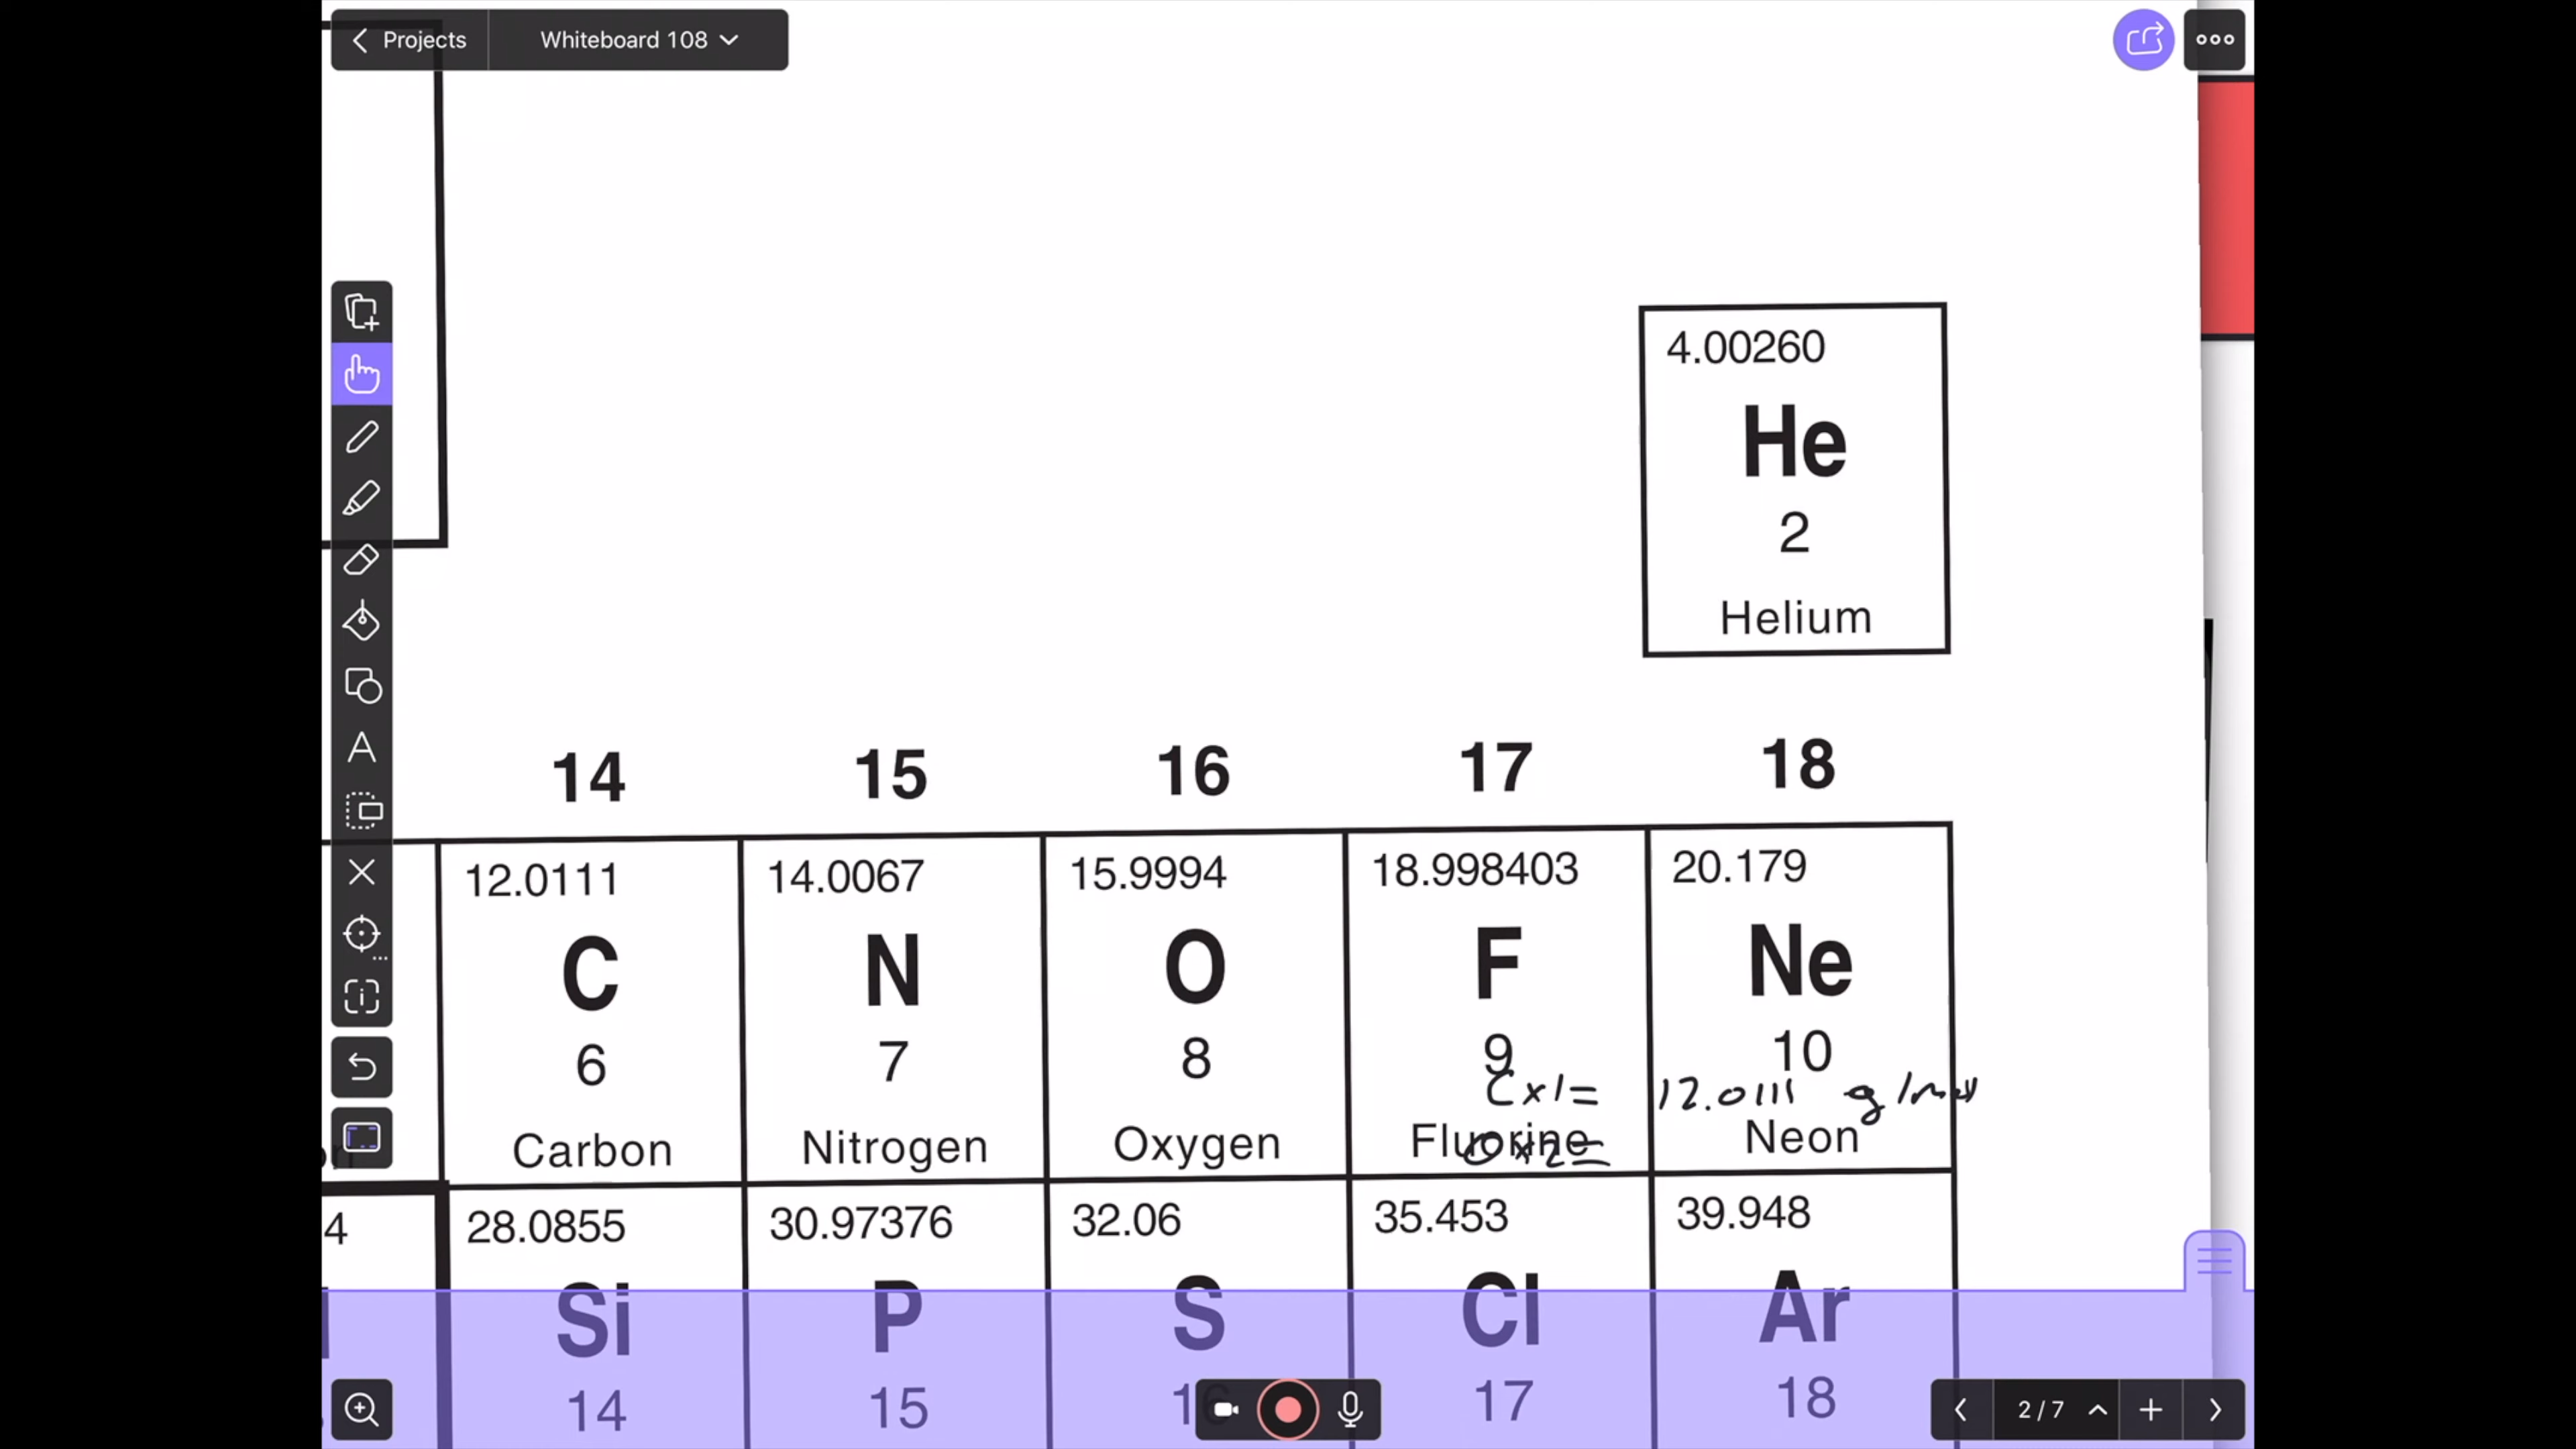 Projects Whiteboard 108
4.00260
He
2
Helium
14 15 16 17 18
12.0111 14.0067 15.9994 18.998403 20.179
C N O F Ne
6 7 8 9 10
C x 1 = 12.0111 g/mol
Carbon Nitrogen Oxygen Fluorine Neon
O x 2 =
4 28.0855 30.97376 32.06 35.453 39.948
Si P S Cl Ar
14 15 16 17 18
2 / 7